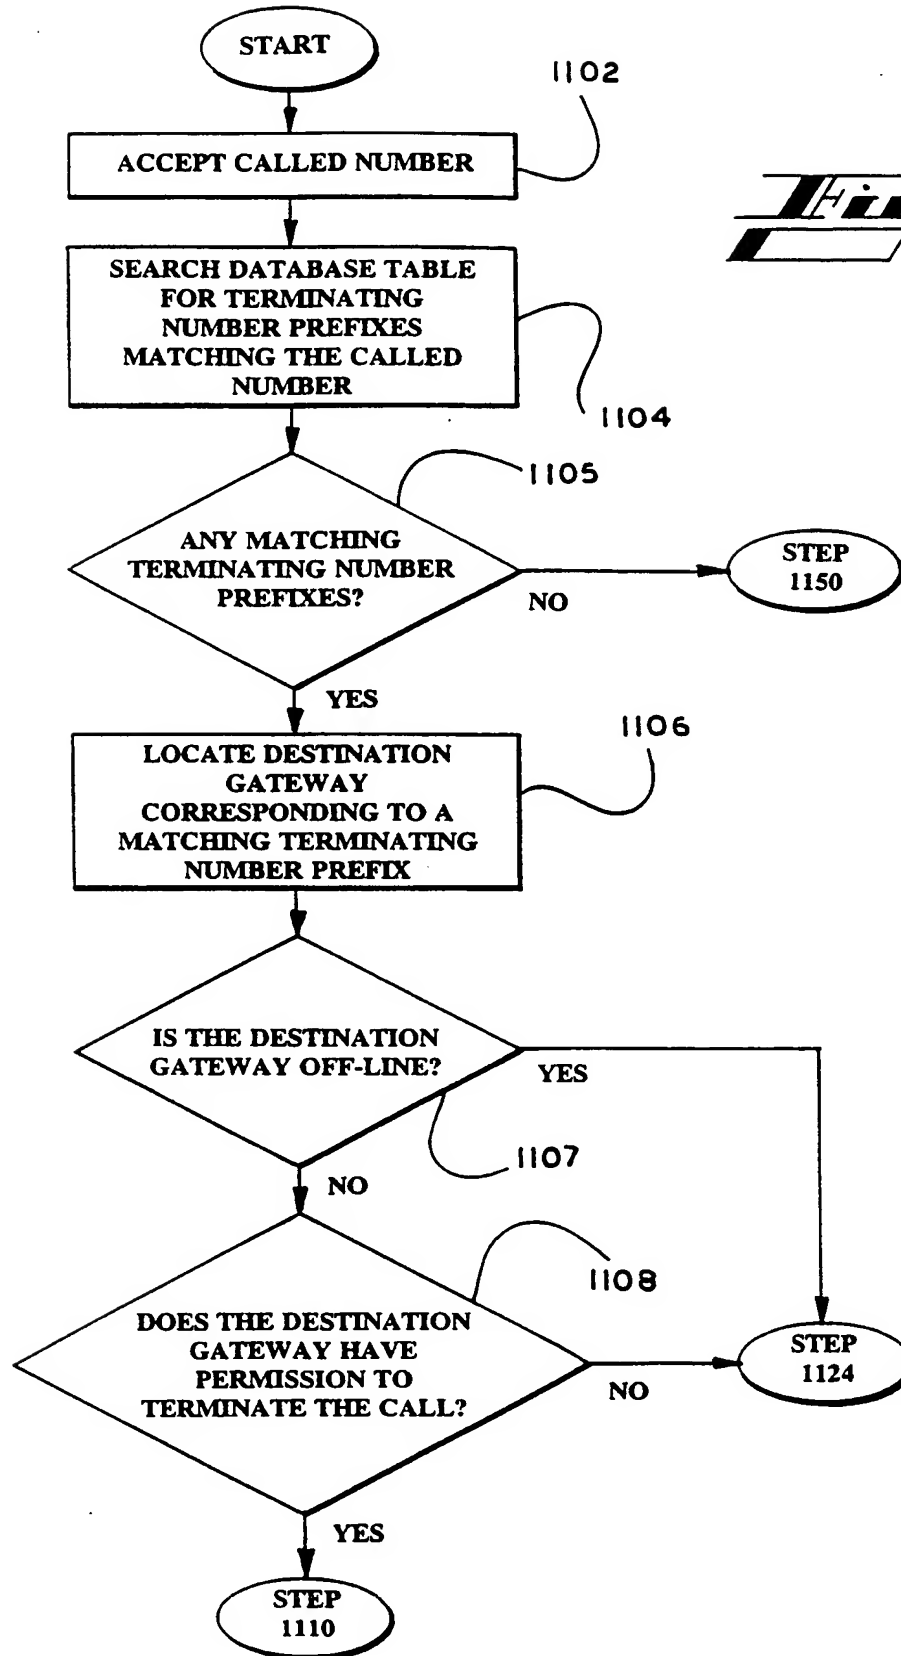 START
1102
ACCEPT CALLED NUMBER
SEARCH DATABASE TABLE
FOR TERMINATING
NUMBER PREFIXES
MATCHING THE CALLED
NUMBER
1104
1105
ANY MATCHING
TERMINATING NUMBER
PREFIXES?
NO
STEP
1150
YES
1106
LOCATE DESTINATION
GATEWAY
CORRESPONDING TO A
MATCHING TERMINATING
NUMBER PREFIX
IS THE DESTINATION
GATEWAY OFF-LINE?
YES
1107
NO
1108
DOES THE DESTINATION
GATEWAY HAVE
PERMISSION TO
TERMINATE THE CALL?
NO
STEP
1124
YES
STEP
1110